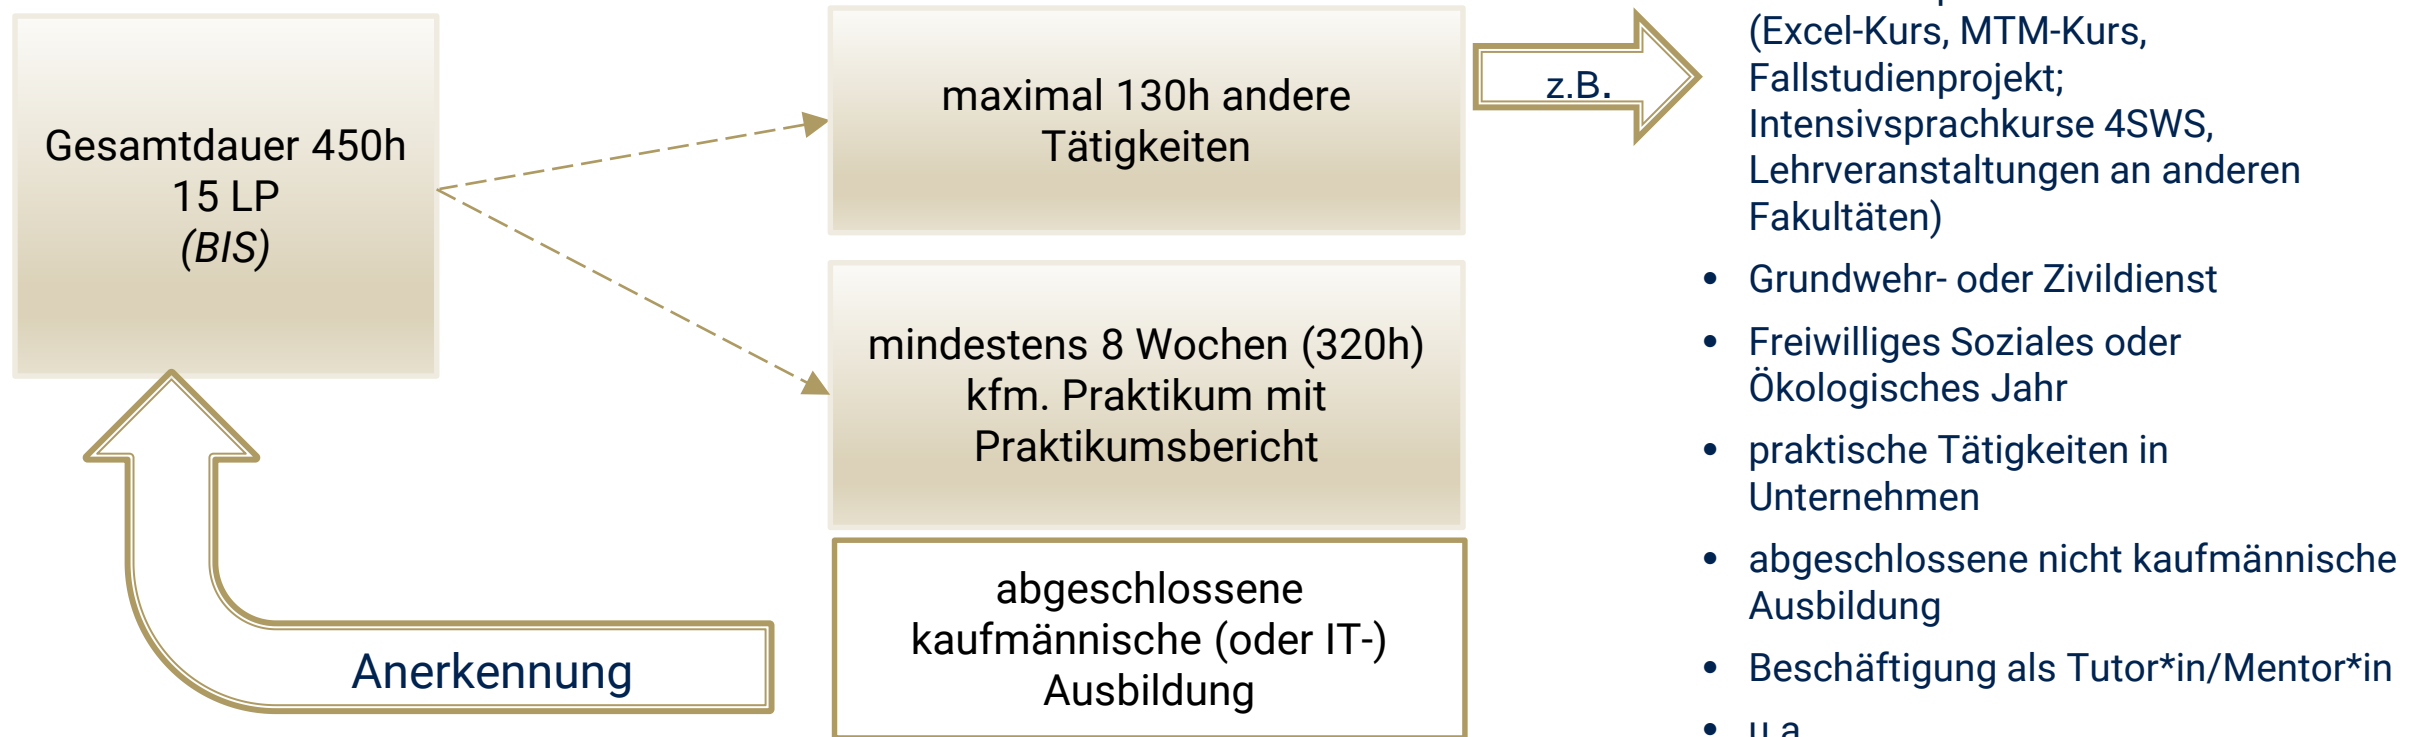 Gesamtdauer 450h
15 LP
(BIS)
maximal 130h andere
Tätigkeiten
mindestens 8 Wochen (320h)
kfm. Praktikum mit
Praktikumsbericht
abgeschlossene
kaufmännische (oder IT-)
Ausbildung
Anerkennung
z.B.
(Excel-Kurs, MTM-Kurs,
Fallstudienprojekt;
Intensivsprachkurse 4SWS,
Lehrveranstaltungen an anderen
Fakultäten)
• Grundwehr- oder Zivildienst
• Freiwilliges Soziales oder
Ökologisches Jahr
• praktische Tätigkeiten in
Unternehmen
• abgeschlossene nicht kaufmännische
Ausbildung
• Beschäftigung als Tutor*in/Mentor*in
• u.a.